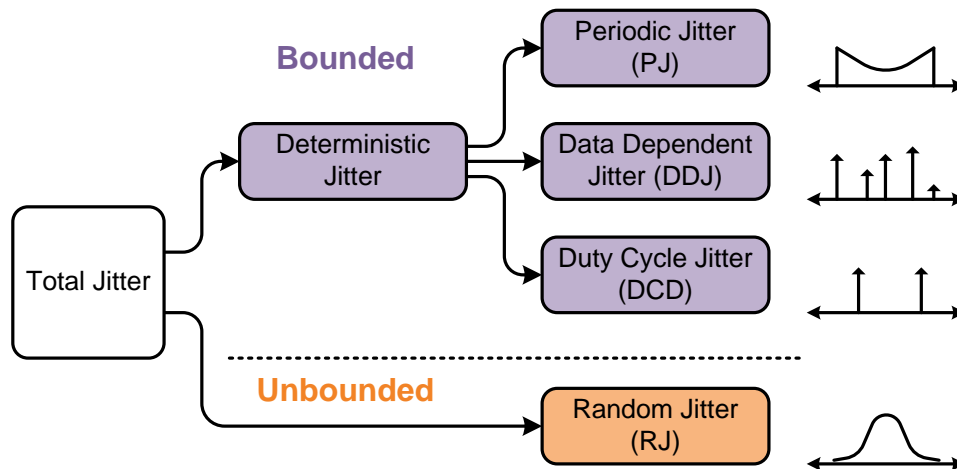 Bounded
Periodic Jitter
(PJ)
Deterministic
Jitter
Data Dependent
Jitter (DDJ)
Total Jitter
Duty Cycle Jitter
(DCD)
Unbounded
Random Jitter
(RJ)